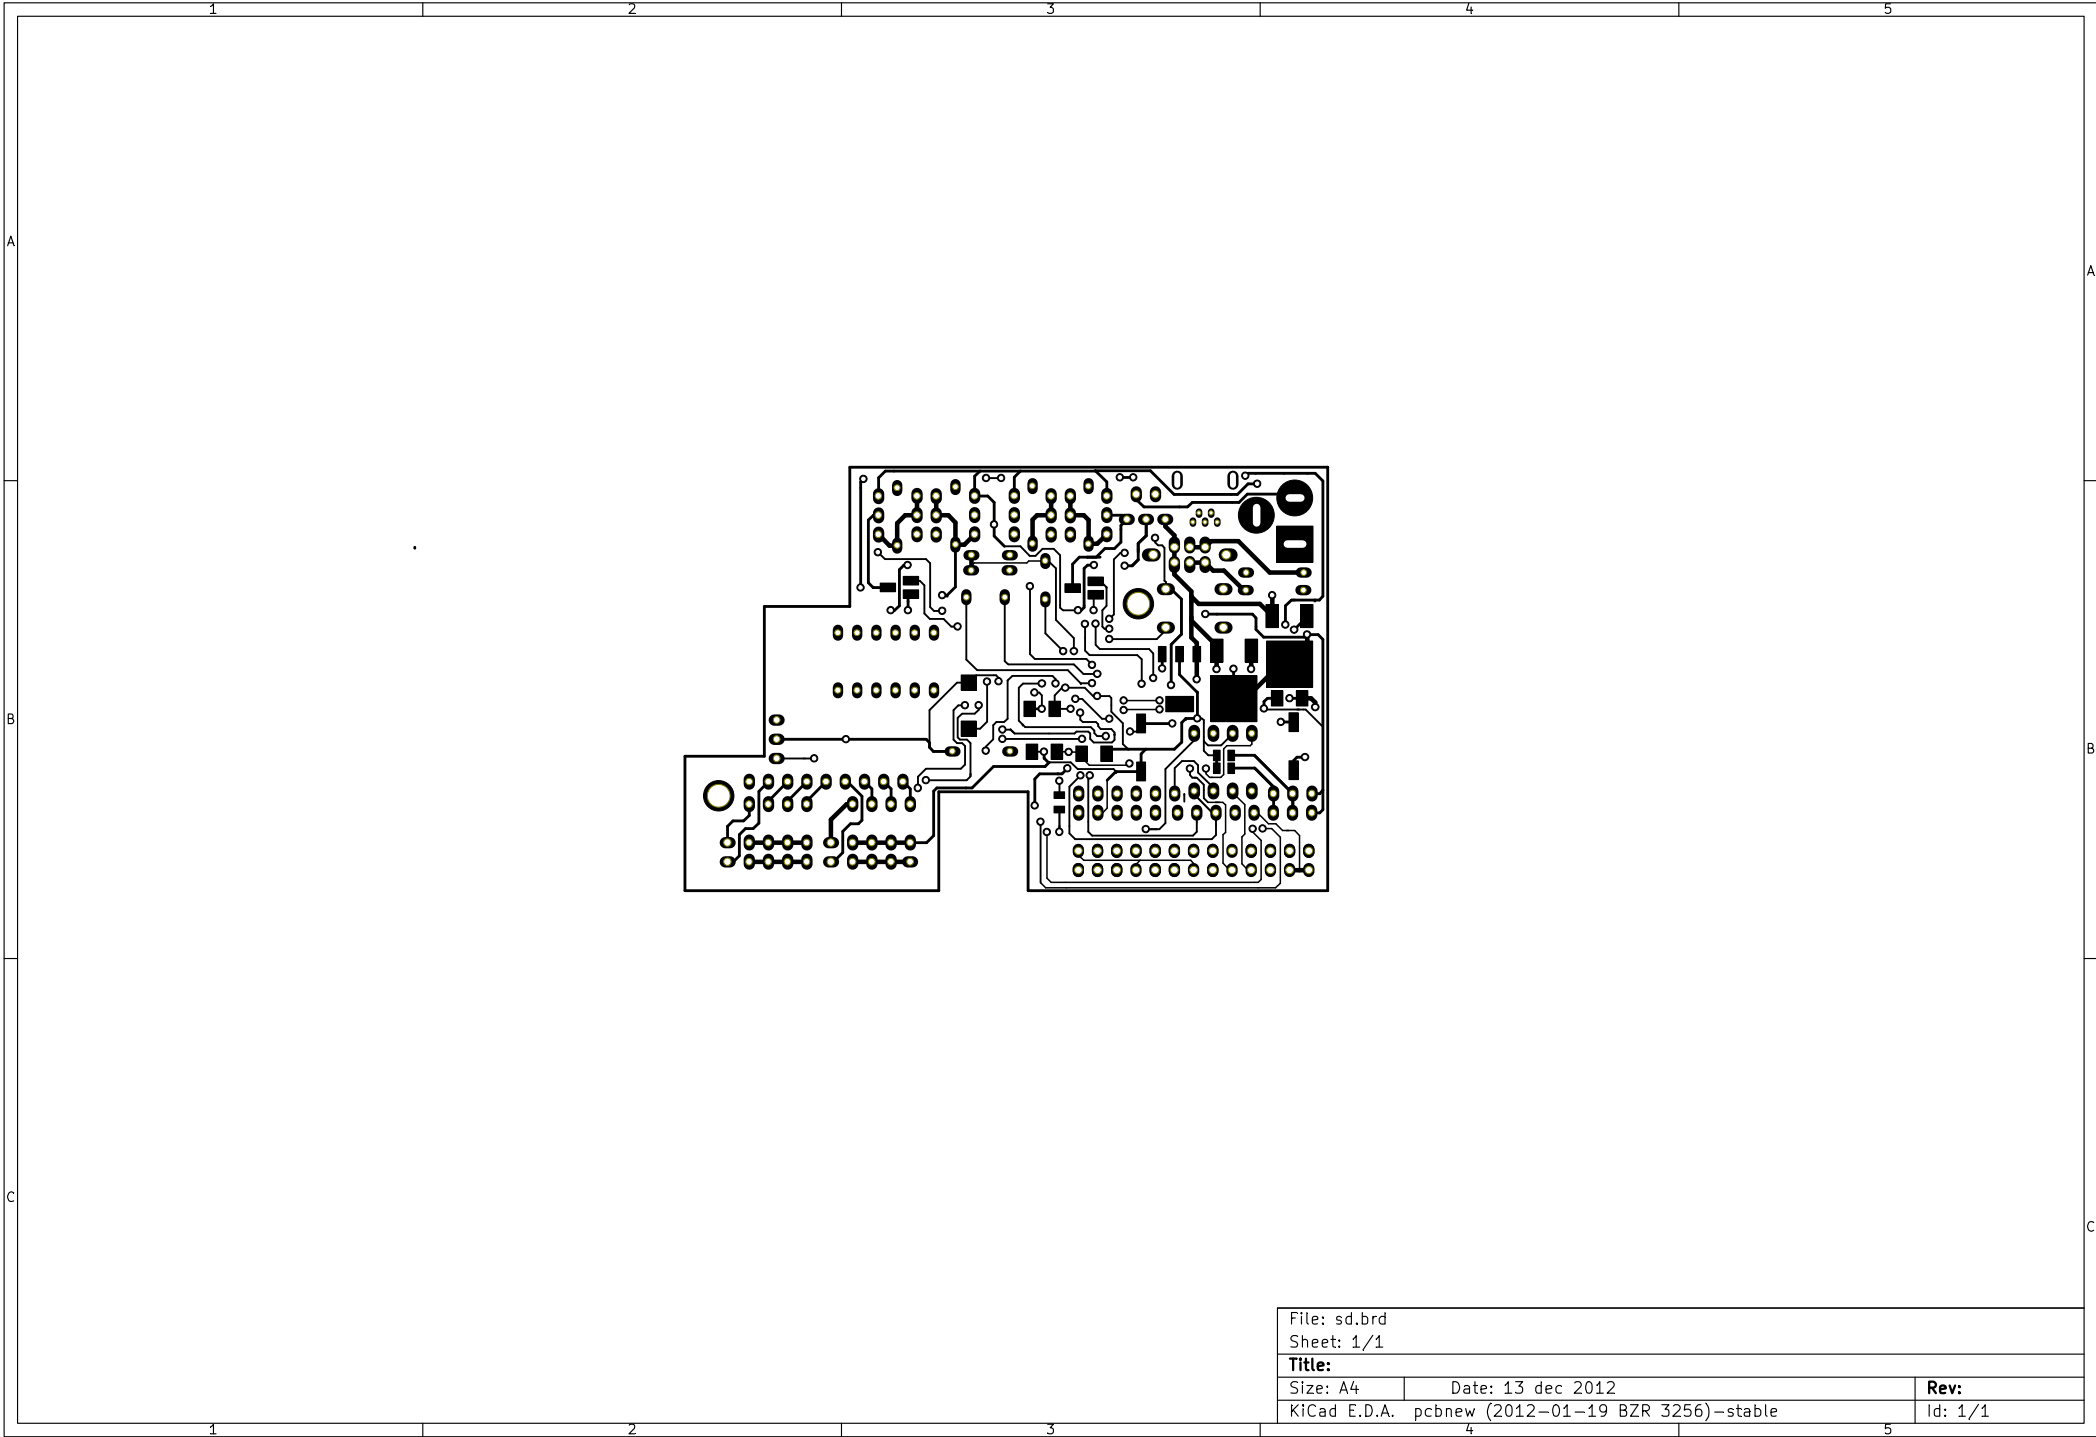 1 2 3 4 5
A A
B B
C C
File: sd.brd
Sheet: 1/1
Title:
Size: A4 Date: 13 dec 2012 Rev:
KiCad E.D.A. pcbnew (2012-01-19 BZR 3256)-stable Id: 1/1
1 2 3 4 5